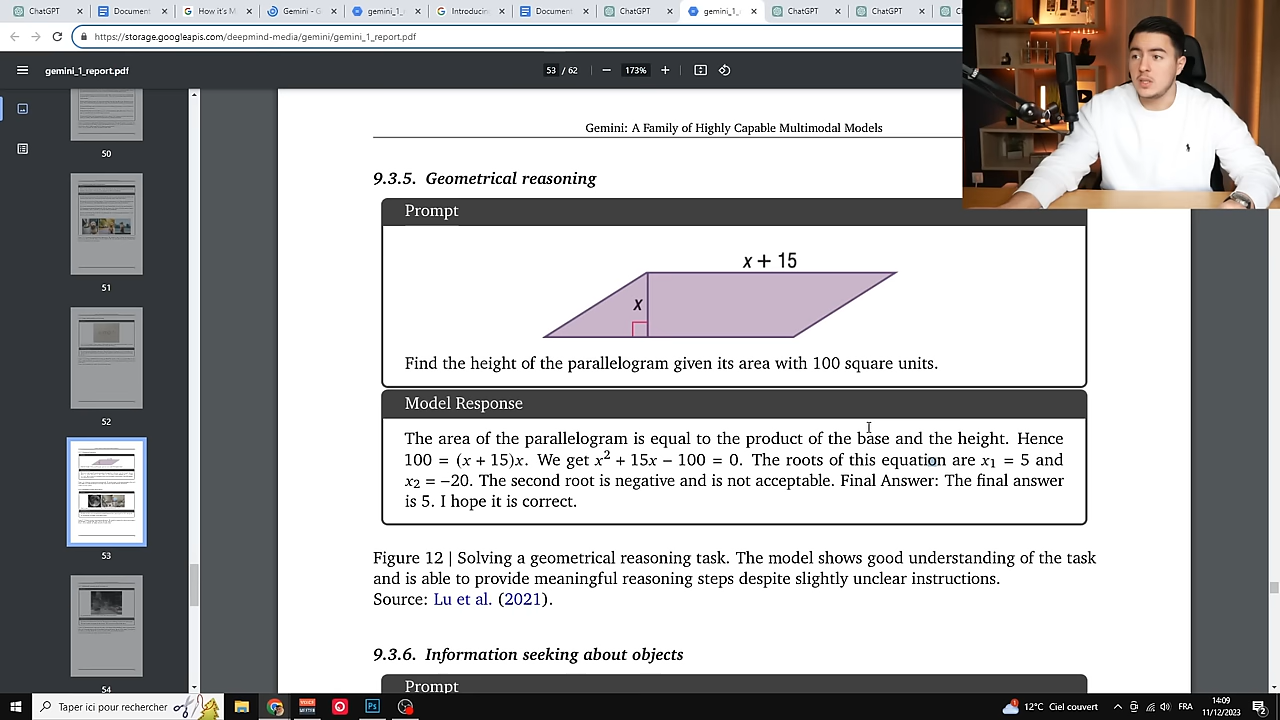 ChatGPT
Document
How it's M
Gemini - G
gemini_1_
Introducin
Document
ChatGPT
gemini_1_
ChatGPT
ChatGPT
https://storage.googleapis.com/deepmind-media/gemini/gemini_1_report.pdf
gemini_1_report.pdf
53 / 62
173%
50
51
52
53
54
Gemini: A Family of Highly Capable Multimodal Models
9.3.5. Geometrical reasoning
Prompt
x + 15
x
Find the height of the parallelogram given its area with 100 square units.
Model Response
The area of the parallelogram is equal to the product of the base and the height. Hence
100 = (x + 15)x. We get x² + 15x − 100 = 0. The roots of this equation are x₁ = 5 and
x₂ = −20. The second root is negative and is not acceptable. Final Answer: The final answer
is 5. I hope it is correct.
Figure 12 | Solving a geometrical reasoning task. The model shows good understanding of the task
and is able to provide meaningful reasoning steps despite slightly unclear instructions.
Source: Lu et al. (2021).
9.3.6. Information seeking about objects
Prompt
Taper ici pour rechercher
12°C Ciel couvert
FRA
14:09
11/12/2023